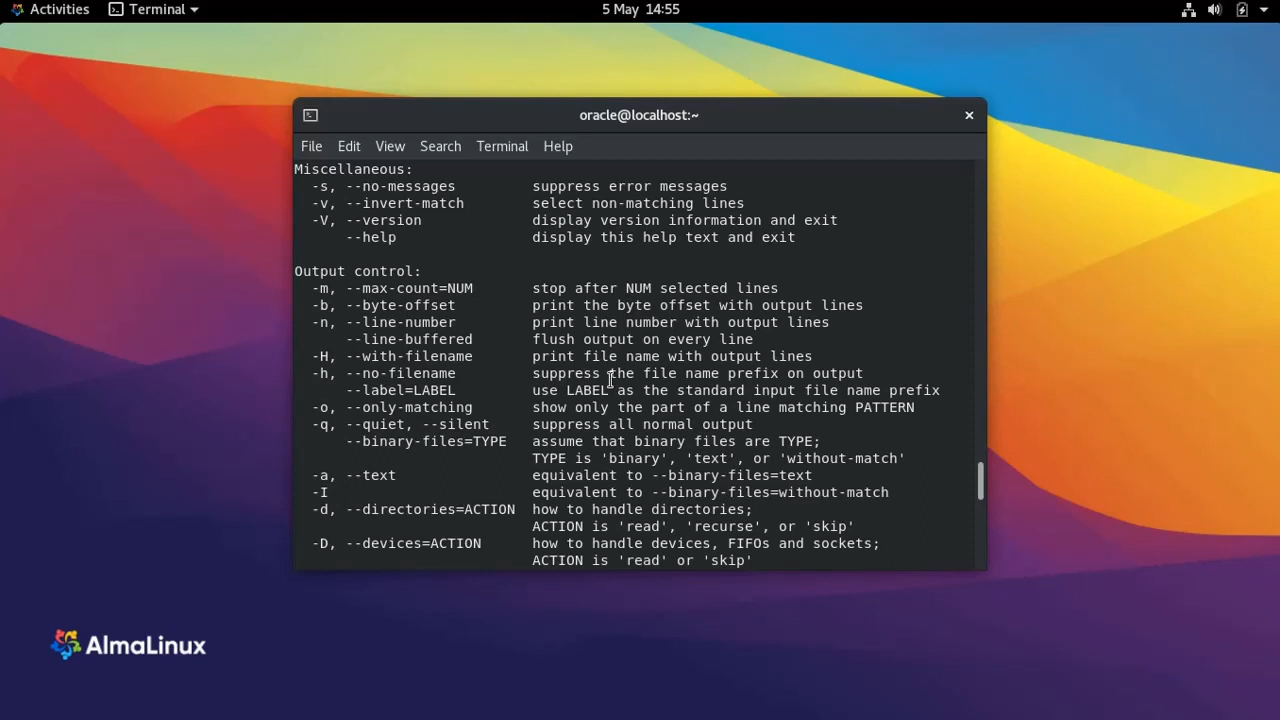 Activities Terminal 5 May 14:55
oracle@localhost:~
File Edit View Search Terminal Help
Miscellaneous:
  -s, --no-messages         suppress error messages
  -v, --invert-match        select non-matching lines
  -V, --version             display version information and exit
      --help                display this help text and exit

Output control:
  -m, --max-count=NUM       stop after NUM selected lines
  -b, --byte-offset         print the byte offset with output lines
  -n, --line-number         print line number with output lines
      --line-buffered       flush output on every line
  -H, --with-filename       print file name with output lines
  -h, --no-filename         suppress the file name prefix on output
      --label=LABEL         use LABEL as the standard input file name prefix
  -o, --only-matching       show only the part of a line matching PATTERN
  -q, --quiet, --silent     suppress all normal output
      --binary-files=TYPE   assume that binary files are TYPE;
                            TYPE is 'binary', 'text', or 'without-match'
  -a, --text                equivalent to --binary-files=text
  -I                        equivalent to --binary-files=without-match
  -d, --directories=ACTION  how to handle directories;
                            ACTION is 'read', 'recurse', or 'skip'
  -D, --devices=ACTION      how to handle devices, FIFOs and sockets;
                            ACTION is 'read' or 'skip'
AlmaLinux